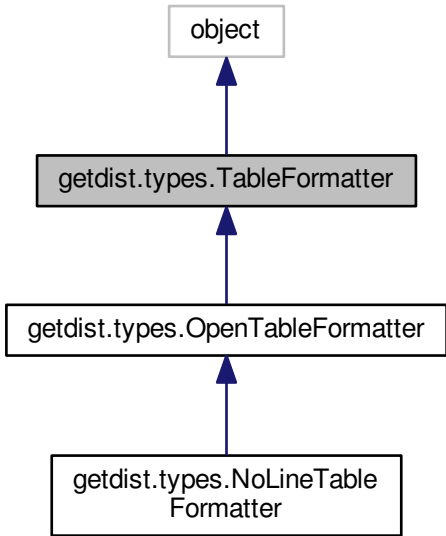 object
getdist.types.TableFormatter
getdist.types.OpenTableFormatter
getdist.types.NoLineTable
Formatter